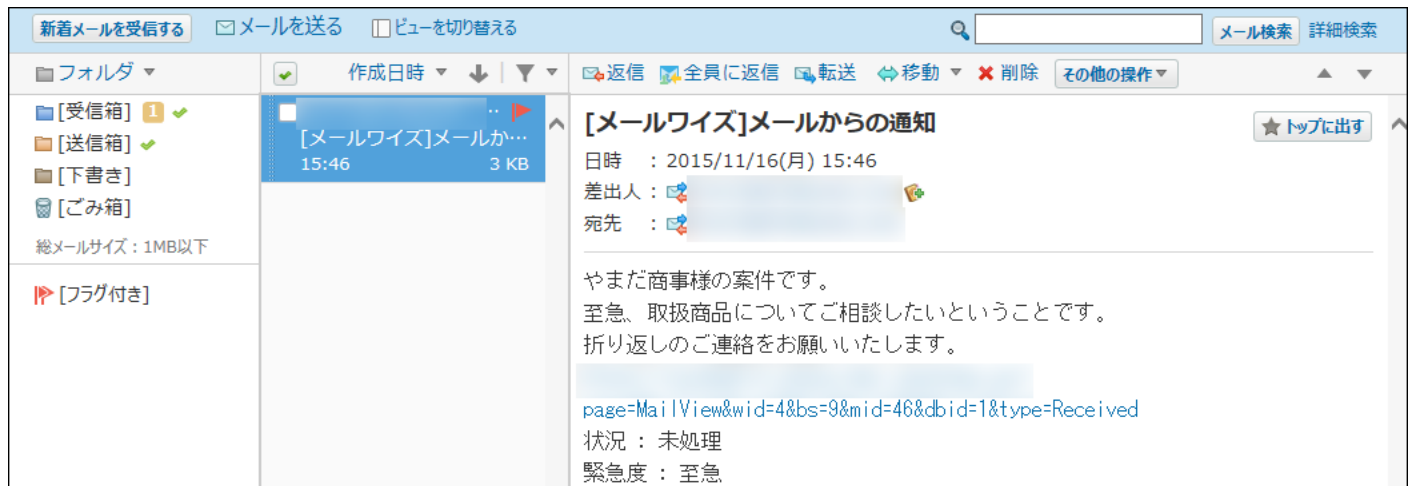 新着メールを受信する メールを送る ビューを切り替える メール検索 詳細検索
フォルダ 作成日時 返信 全員に返信 転送 移動 削除 その他の操作
[受信箱] 1
[送信箱]
[下書き]
[ごみ箱]
総メールサイズ：1MB以下
[フラグ付き]
[メールワイズ]メールか…
15:46 3 KB
[メールワイズ]メールからの通知 トップに出す
日時 ：2015/11/16(月) 15:46
差出人：
宛先 ：
やまだ商事様の案件です。
至急、取扱商品についてご相談したいということです。
折り返しのご連絡をお願いいたします。
page=MailView&wid=4&bs=9&mid=46&dbid=1&type=Received
状況 ： 未処理
緊急度 ： 至急